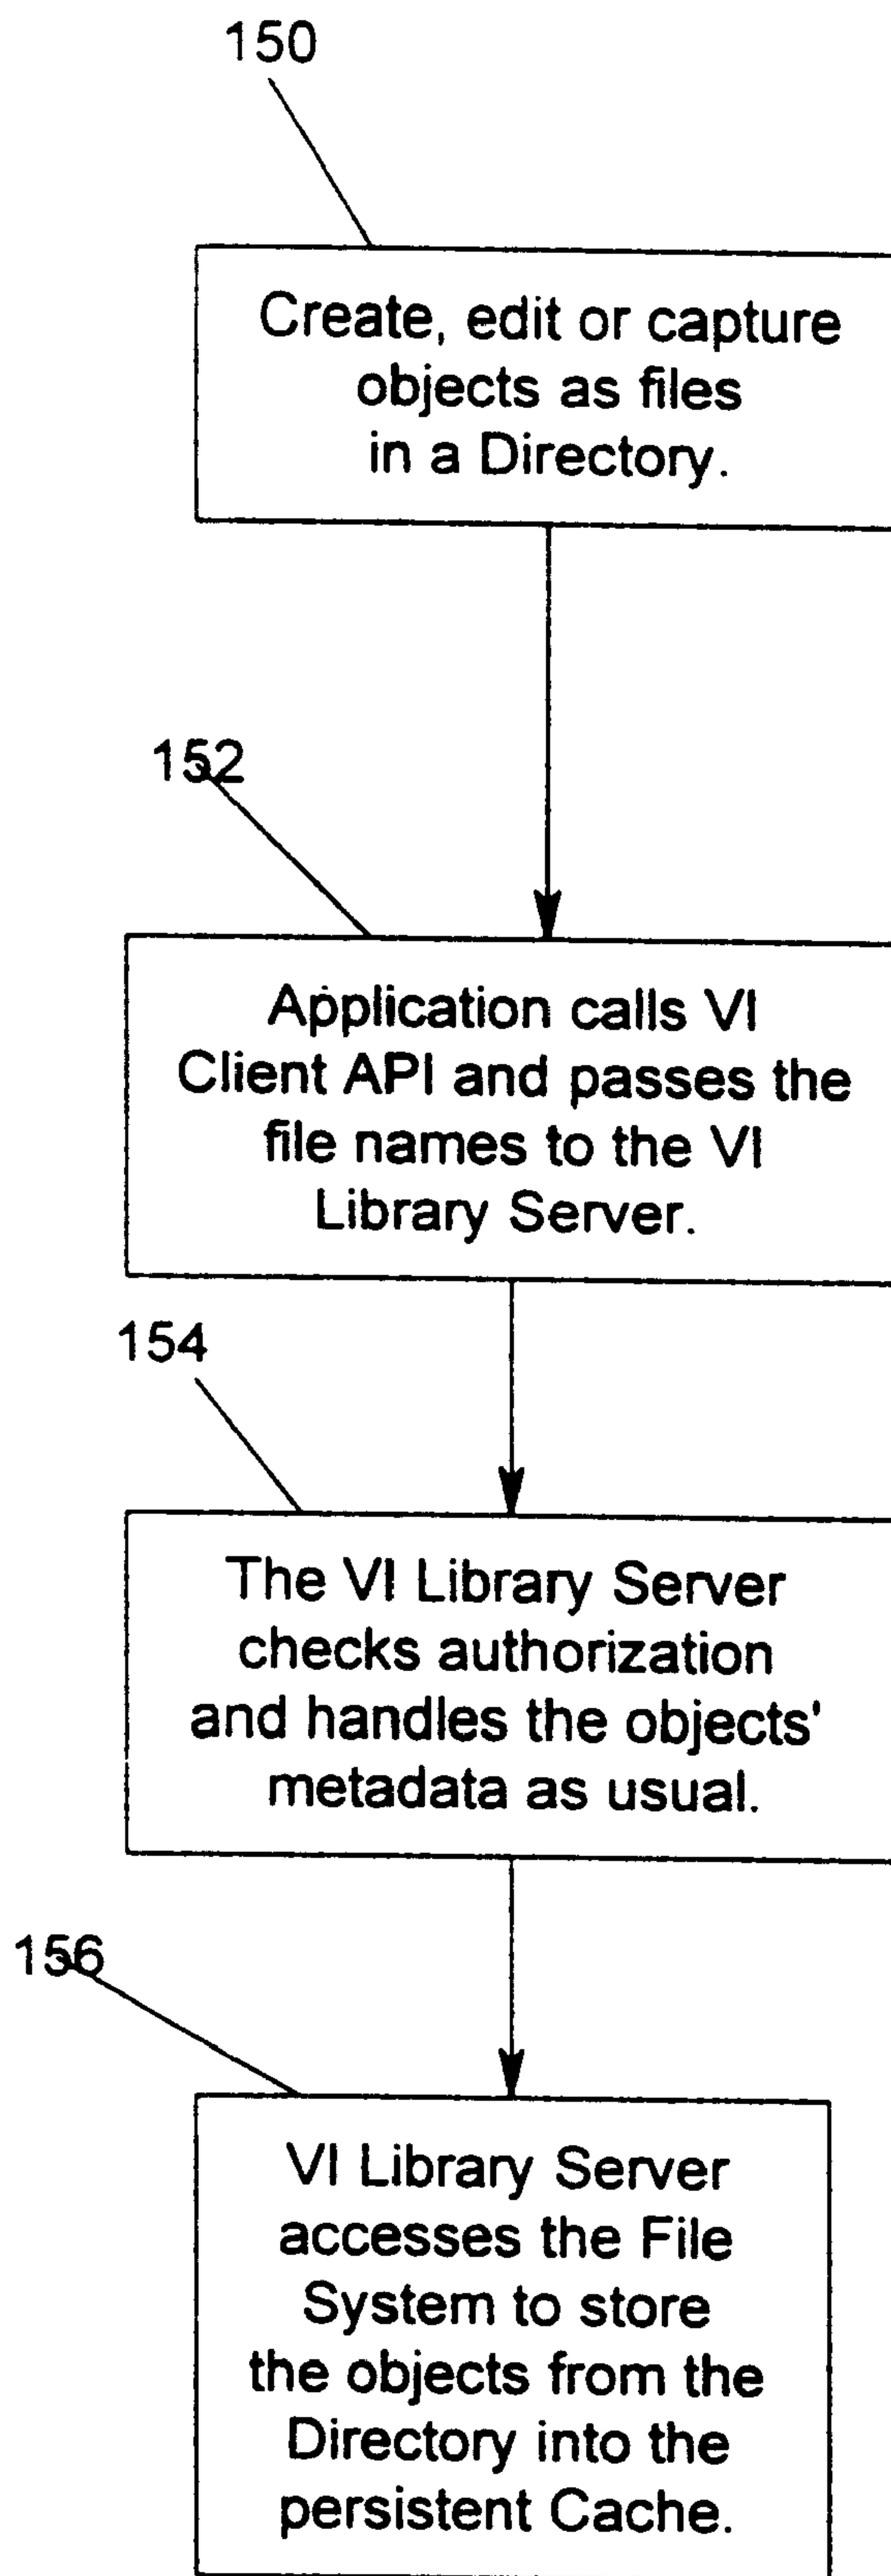 150
Create, edit or capture
objects as files
in a Directory.
152
Application calls VI
Client API and passes the
file names to the VI
Library Server.
154
The VI Library Server
checks authorization
and handles the objects'
metadata as usual.
156
VI Library Server
accesses the File
System to store
the objects from the
Directory into the
persistent Cache.